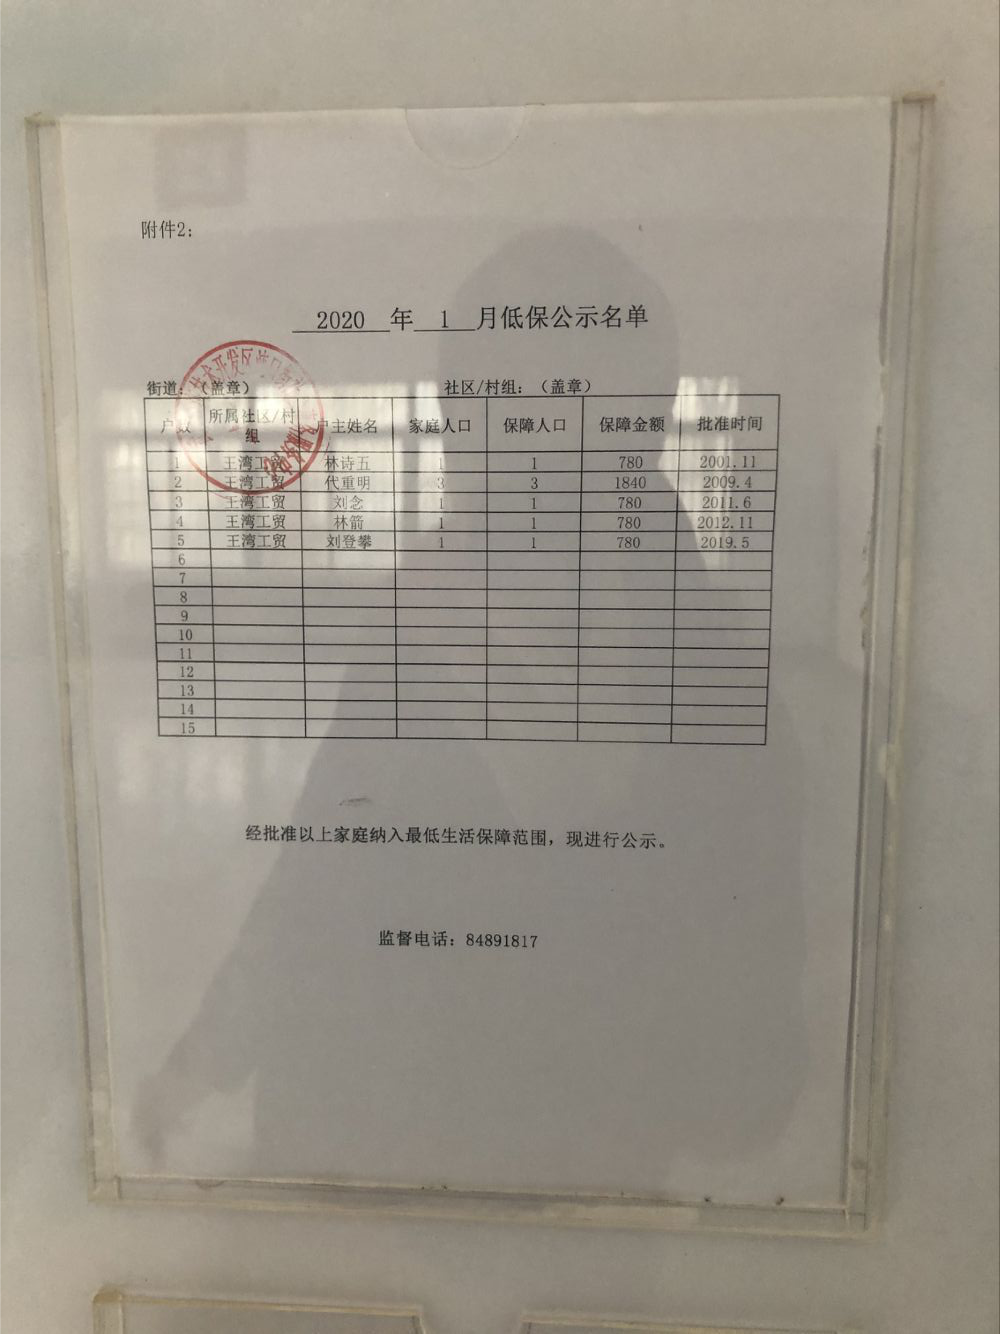 附件2:
2020 年 1 月低保公示名单
街道:（盖章） 社区/村组:（盖章）
户数 所属社区/村组 户主姓名 家庭人口 保障人口 保障金额 批准时间
1 王湾工贸 林诗五 1 1 780 2001.11
2 王湾工贸 代重明 3 3 1840 2009.4
3 王湾工贸 刘念 1 1 780 2011.6
4 王湾工贸 林箭 1 1 780 2012.11
5 王湾工贸 刘登攀 1 1 780 2019.5
6
7
8
9
10
11
12
13
14
15
经批准以上家庭纳入最低生活保障范围，现进行公示。
监督电话: 84891817